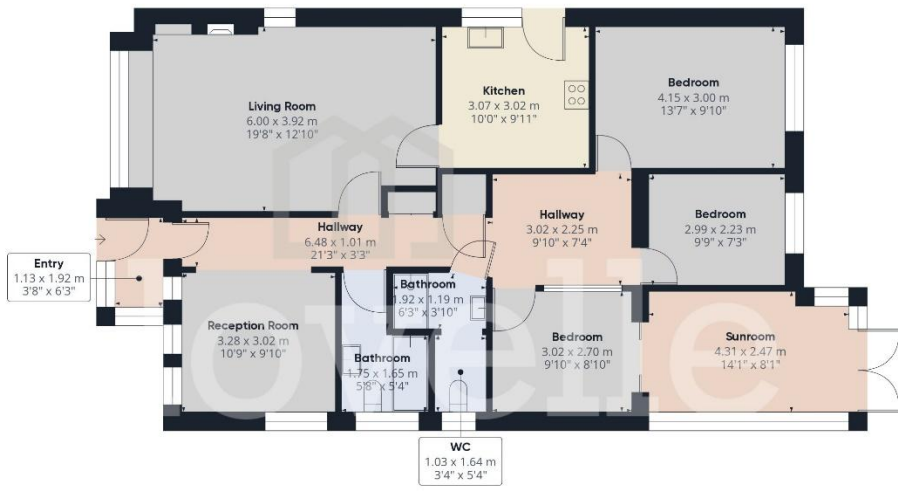 Living Room
6.00 x 3.92 m
19'8" x 12'10"
Kitchen
3.07 x 3.02 m
10'0" x 9'11"
Bedroom
4.15 x 3.00 m
13'7" x 9'10"
Hallway
6.48 x 1.01 m
21'3" x 3'3"
Hallway
3.02 x 2.25 m
9'10" x 7'4"
Bedroom
2.99 x 2.23 m
9'9" x 7'3"
Entry
1.13 x 1.92 m
3'8" x 6'3"
Reception Room
3.28 x 3.02 m
10'9" x 9'10"
Bathroom
1.92 x 1.19 m
6'3" x 3'10"
Bathroom
1.75 x 1.65 m
5'8" x 5'4"
Bedroom
3.02 x 2.70 m
9'10" x 8'10"
Sunroom
4.31 x 2.47 m
14'1" x 8'1"
WC
1.03 x 1.64 m
3'4" x 5'4"
lovelle